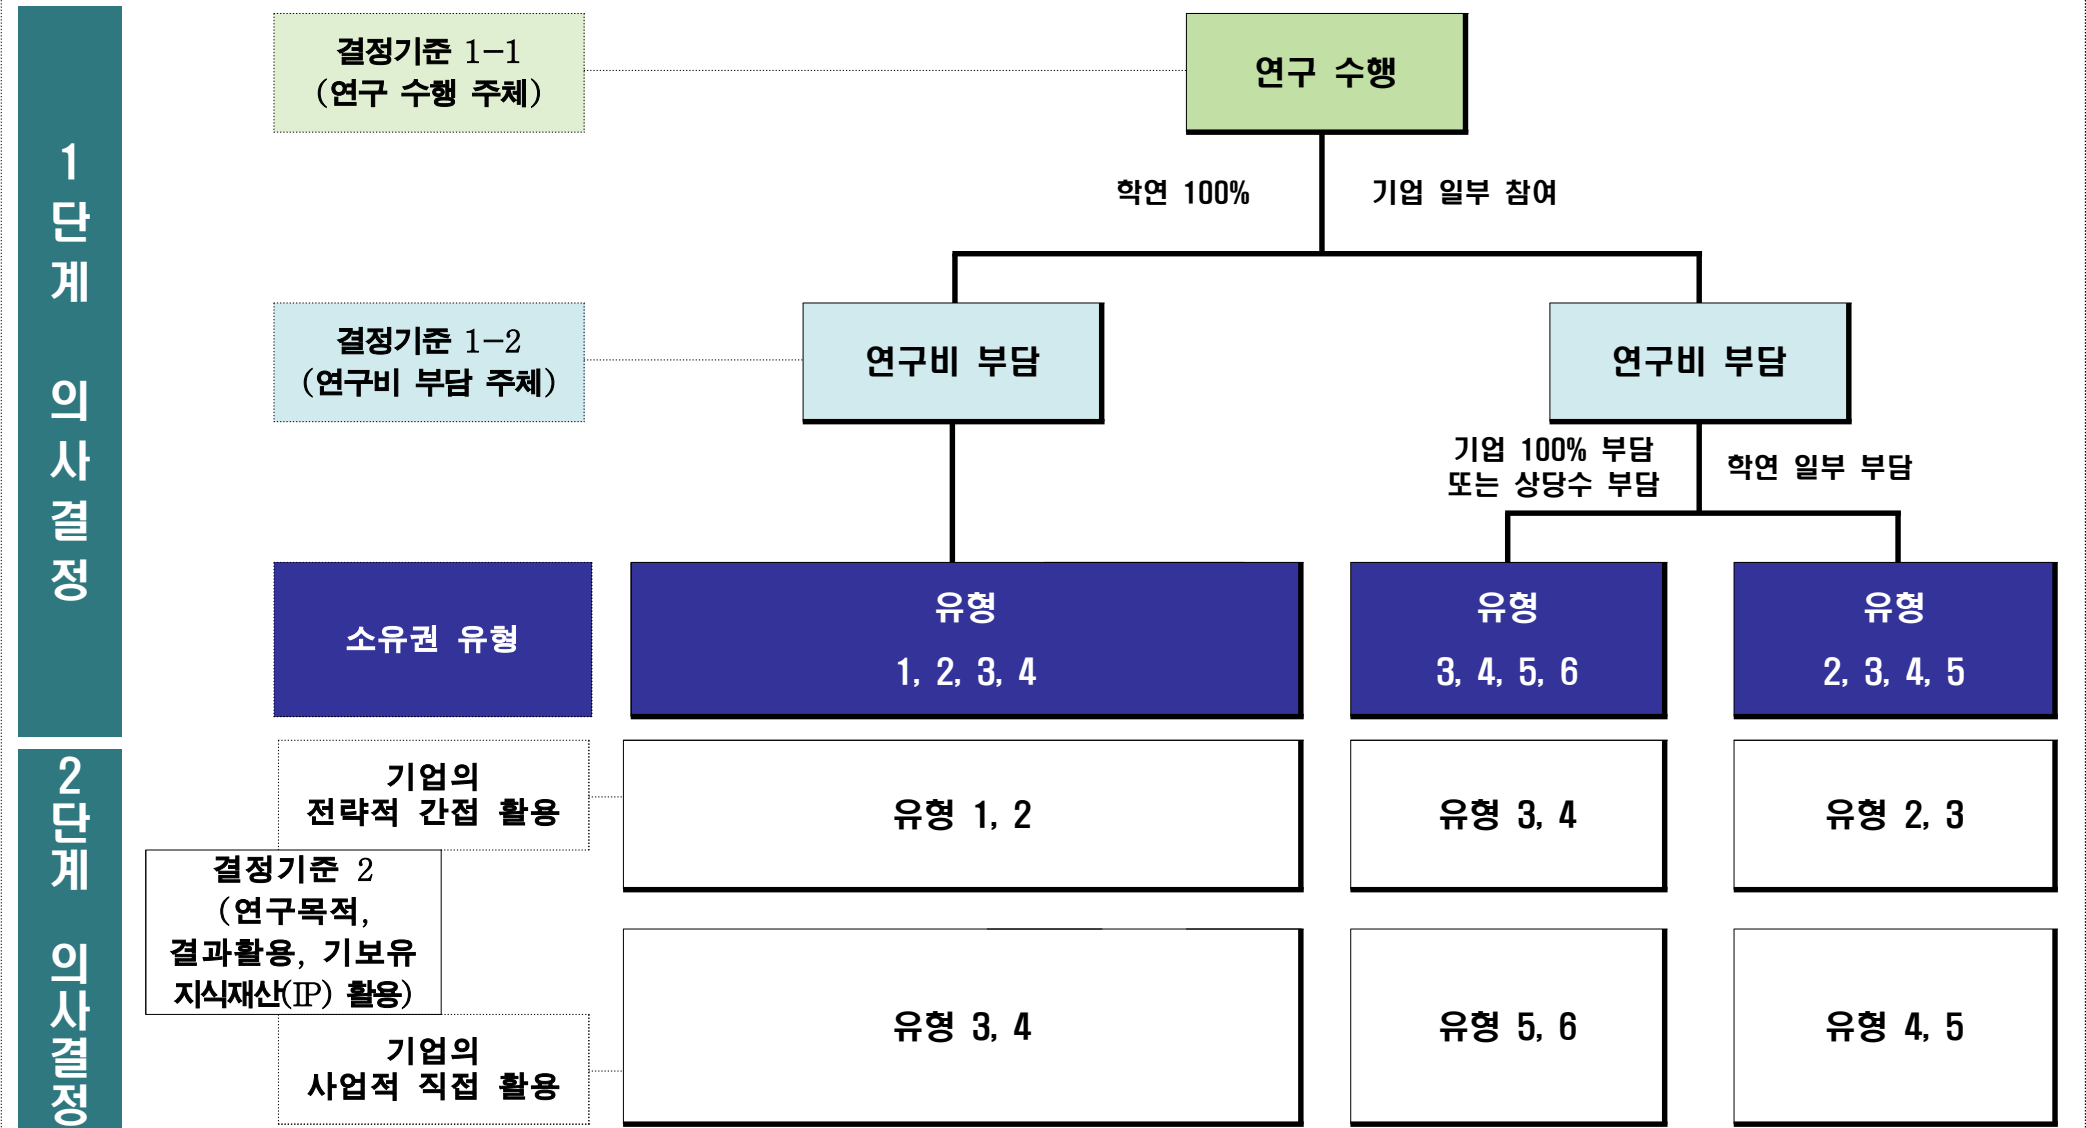 1단계 의사결정
결정기준 1-1
(연구 수행 주체)
연구 수행
학연 100%
기업 일부 참여
결정기준 1-2
(연구비 부담 주체)
연구비 부담
연구비 부담
기업 100% 부담
또는 상당수 부담
학연 일부 부담
소유권 유형
유형
1, 2, 3, 4
유형
3, 4, 5, 6
유형
2, 3, 4, 5
2단계 의사결정
기업의
전략적 간접 활용
유형 1, 2
유형 3, 4
유형 2, 3
결정기준 2
(연구목적,
결과활용, 기보유
지식재산(IP) 활용)
기업의
사업적 직접 활용
유형 3, 4
유형 5, 6
유형 4, 5